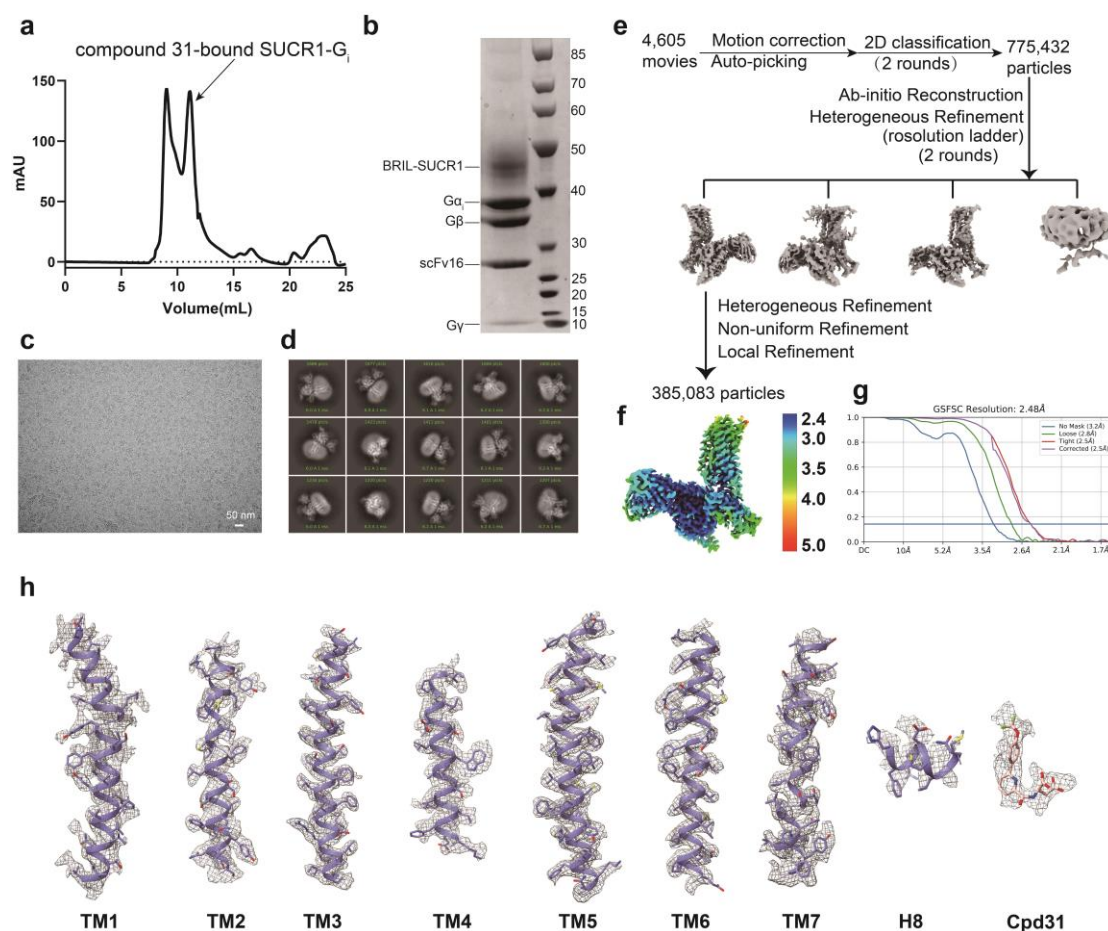 a
compound 31-bound SUCR1-Gi
150
100
50
0
mAU
0 5 10 15 20 25
Volume(mL)
b
BRIL-SUCR1
Gαi
Gβ
scFv16
Gγ
85
70
60
50
40
30
25
20
15
10
c
50 nm
d
e
4,605
movies
Motion correction
Auto-picking
2D classification
(2 rounds)
775,432
particles
Ab-initio Reconstruction
Heterogeneous Refinement
(rosolution ladder)
(2 rounds)
Heterogeneous Refinement
Non-uniform Refinement
Local Refinement
385,083 particles
f
2.4
3.0
3.5
4.0
5.0
g
GSFSC Resolution: 2.48Å
No Mask (3.2Å)
Loose (2.8Å)
Tight (2.5Å)
Corrected (2.5Å)
1.0
0.8
0.6
0.4
0.2
0.0
DC 10Å 5.2Å 3.5Å 2.6Å 2.1Å 1.7Å
h
TM1 TM2 TM3 TM4 TM5 TM6 TM7 H8 Cpd31